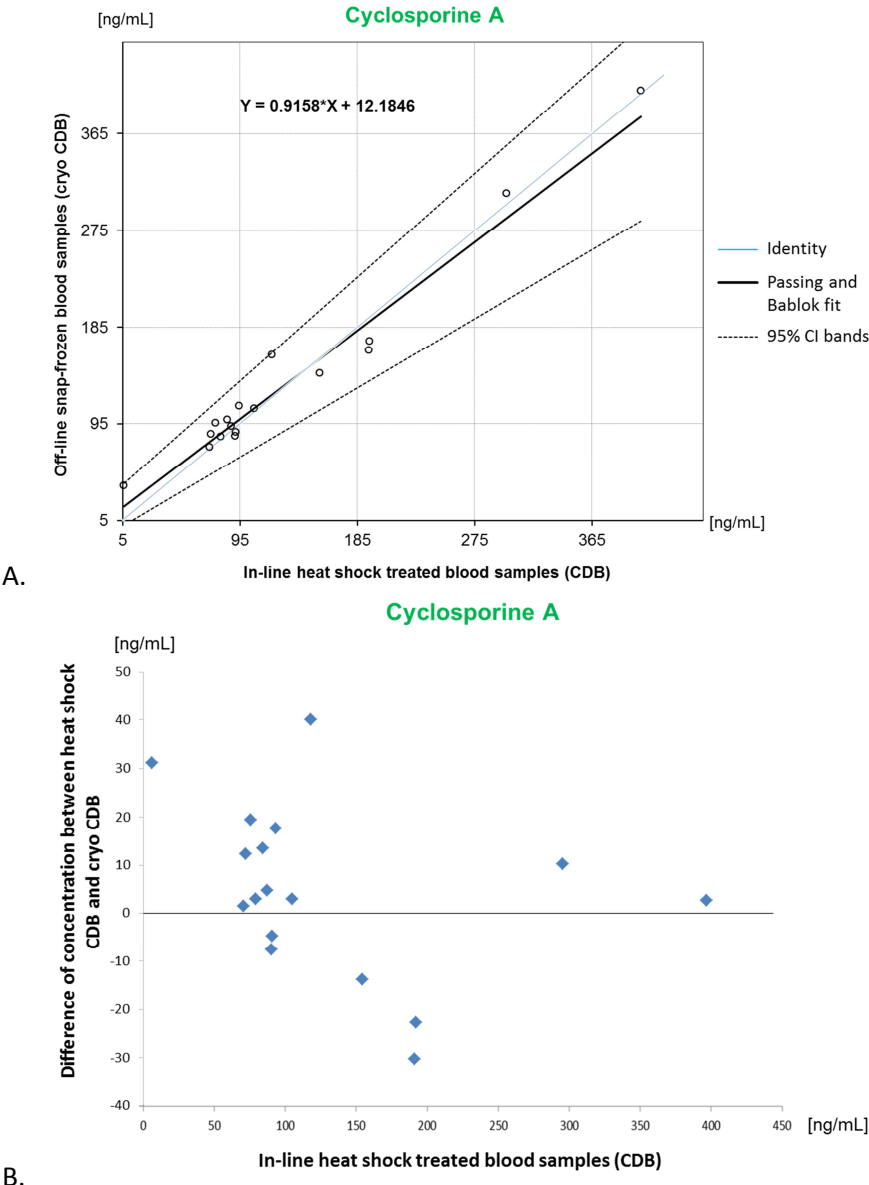 Cyclosporine A
[ng/mL]
Y = 0.9158*X + 12.1846
Off-line snap-frozen blood samples (cryo CDB)
365
275
185
95
5
5 95 185 275 365
[ng/mL]
In-line heat shock treated blood samples (CDB)
Identity
Passing and
Bablok fit
95% CI bands
A.
Cyclosporine A
[ng/mL]
Difference of concentration between heat shock
CDB and cryo CDB
50
40
30
20
10
0
-10
-20
-30
-40
0 50 100 150 200 250 300 350 400 450
[ng/mL]
In-line heat shock treated blood samples (CDB)
B.